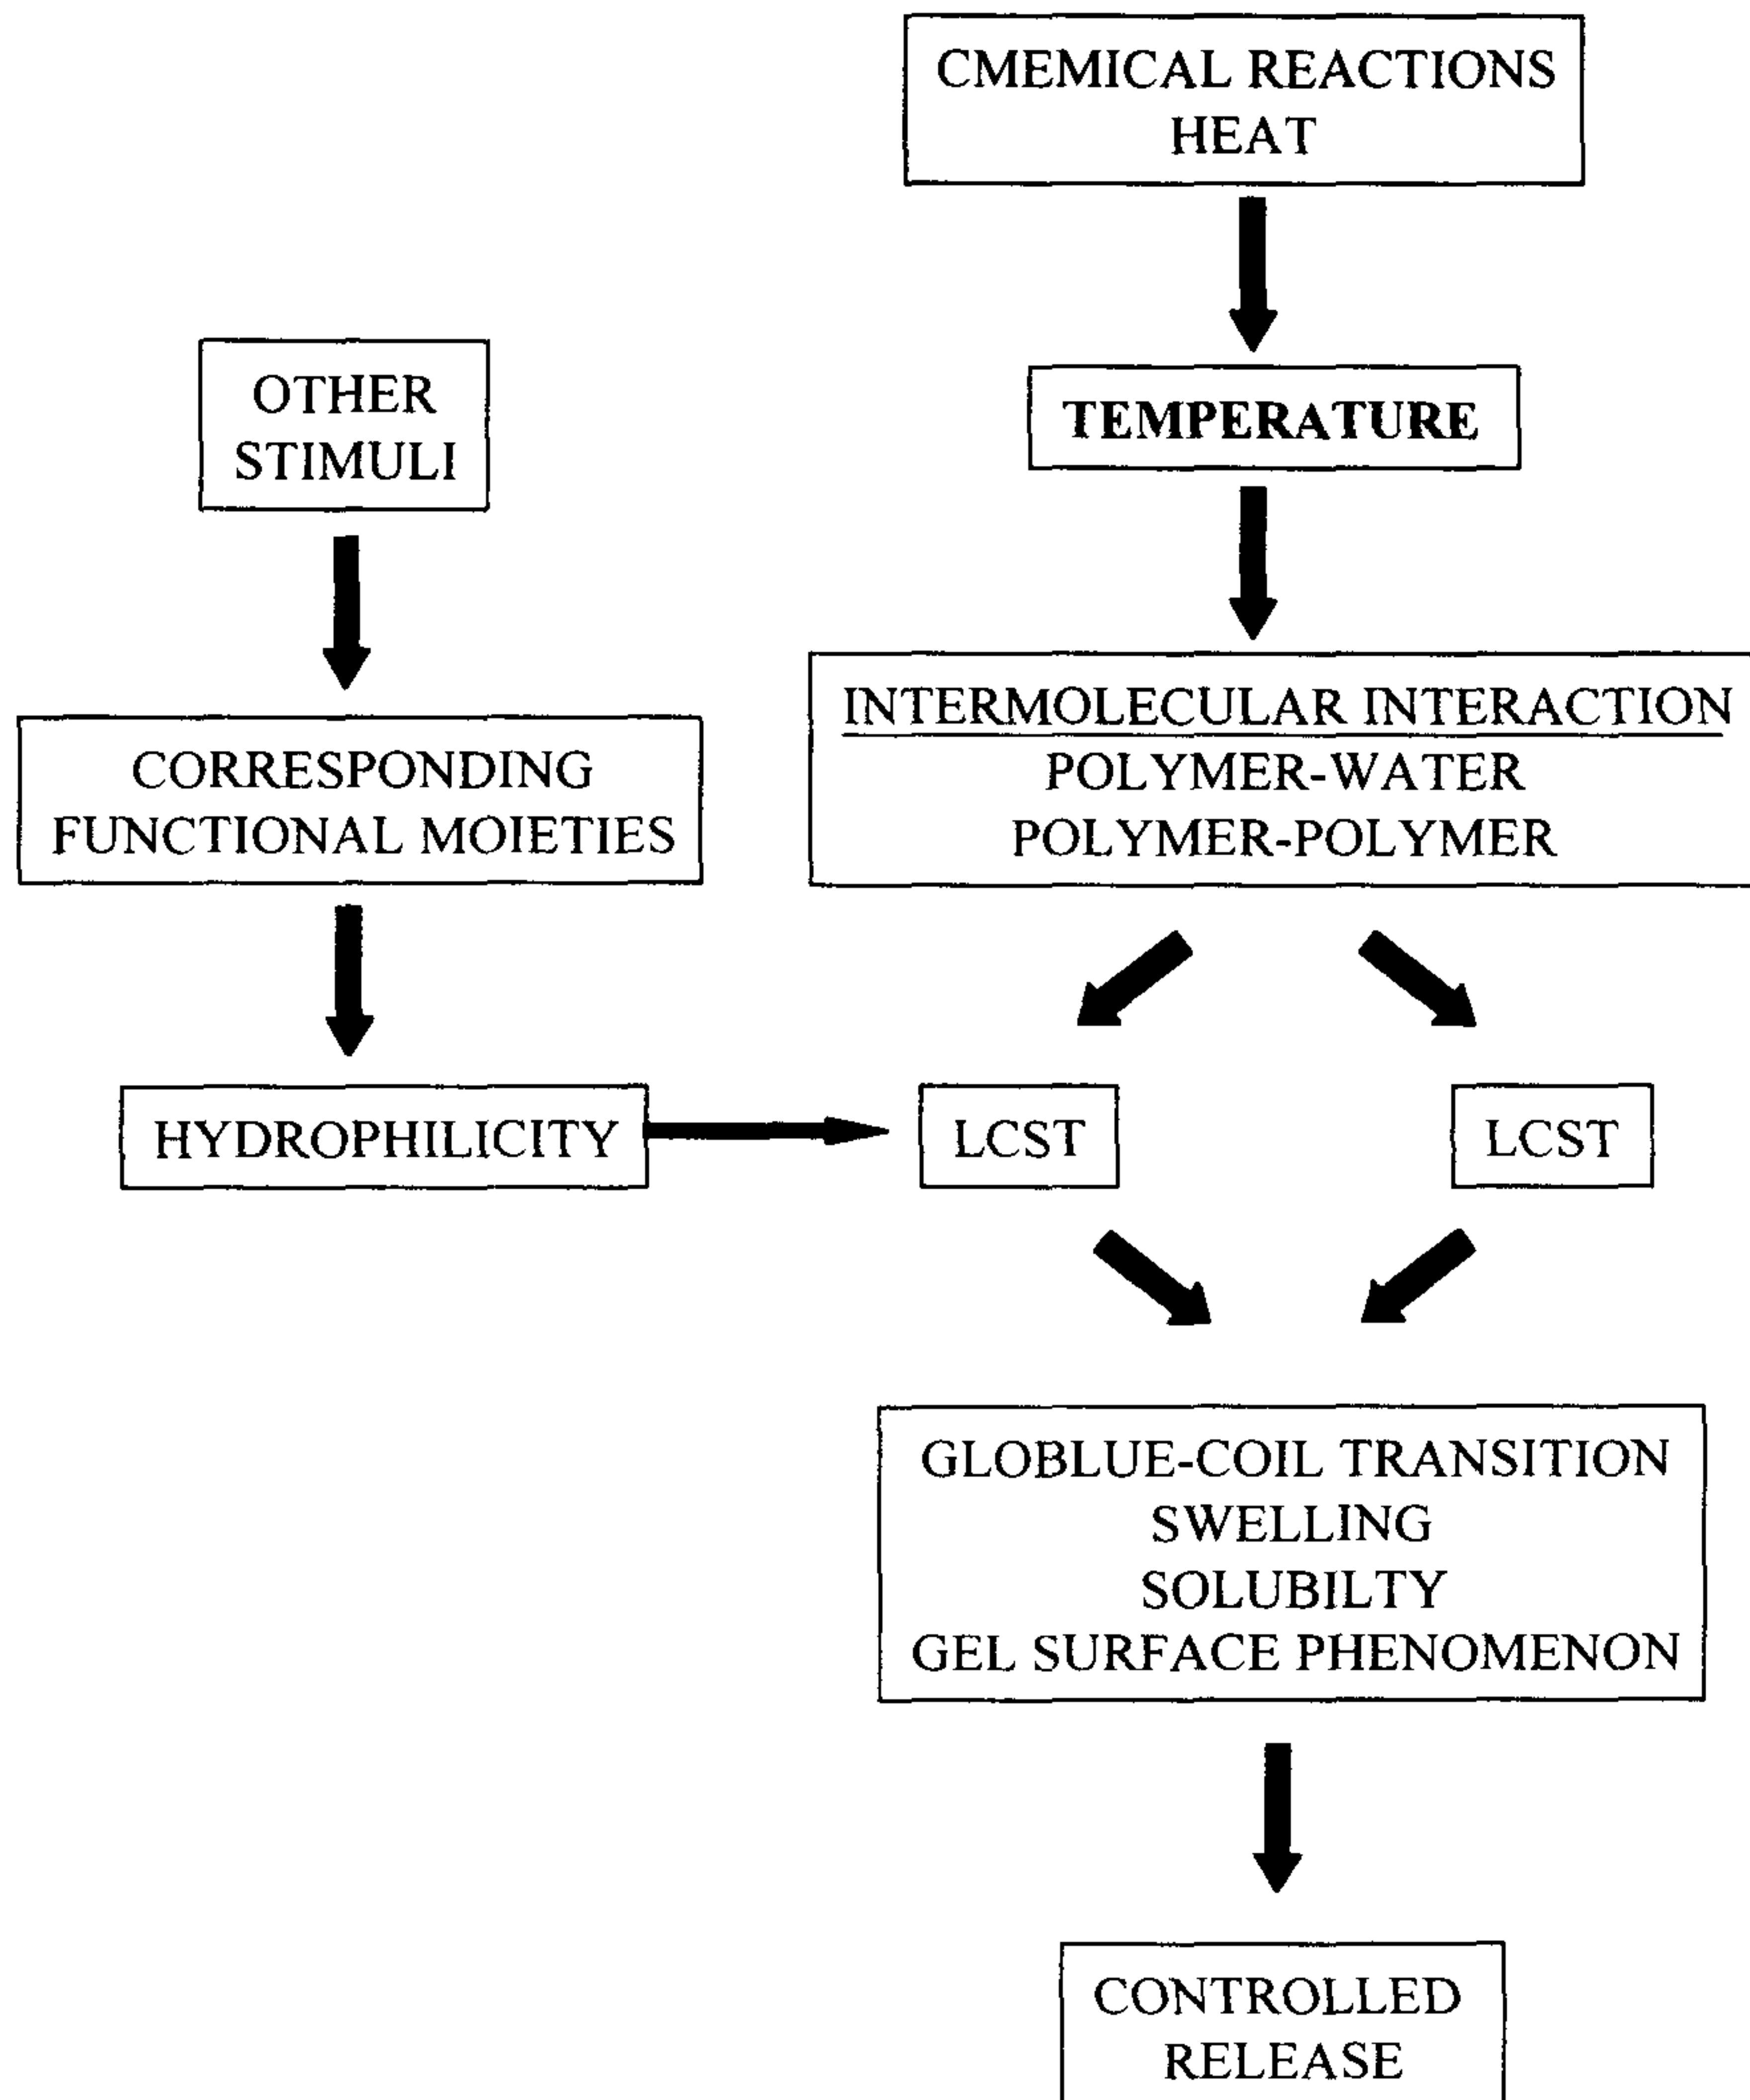 CMEMICAL REACTIONS
HEAT
TEMPERATURE
OTHER
STIMULI
INTERMOLECULAR INTERACTION
POLYMER-WATER
POLYMER-POLYMER
CORRESPONDING
FUNCTIONAL MOIETIES
HYDROPHILICITY
LCST
LCST
GLOBLUE-COIL TRANSITION
SWELLING
SOLUBILTY
GEL SURFACE PHENOMENON
CONTROLLED
RELEASE